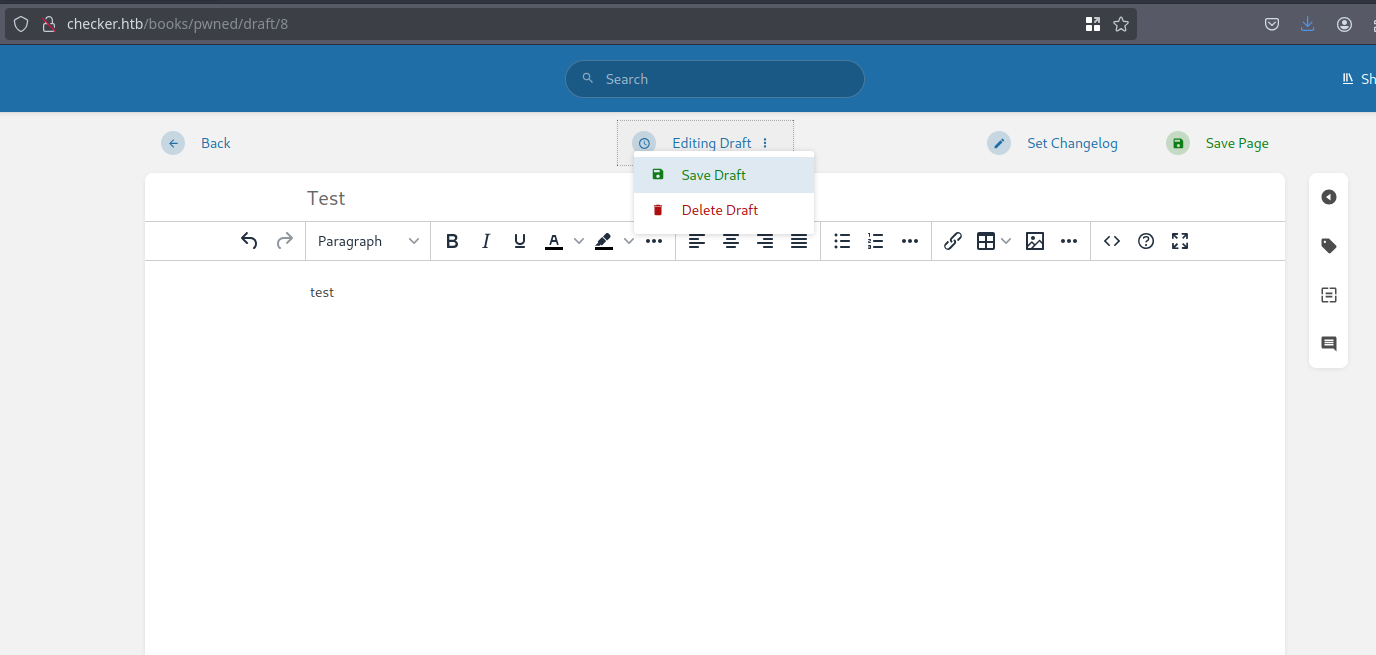 checker.htb/books/pwned/draft/8
Search
Sh
Back
Editing Draft
Set Changelog
Save Page
Save Draft
Delete Draft
Test
Paragraph
B I U A
test